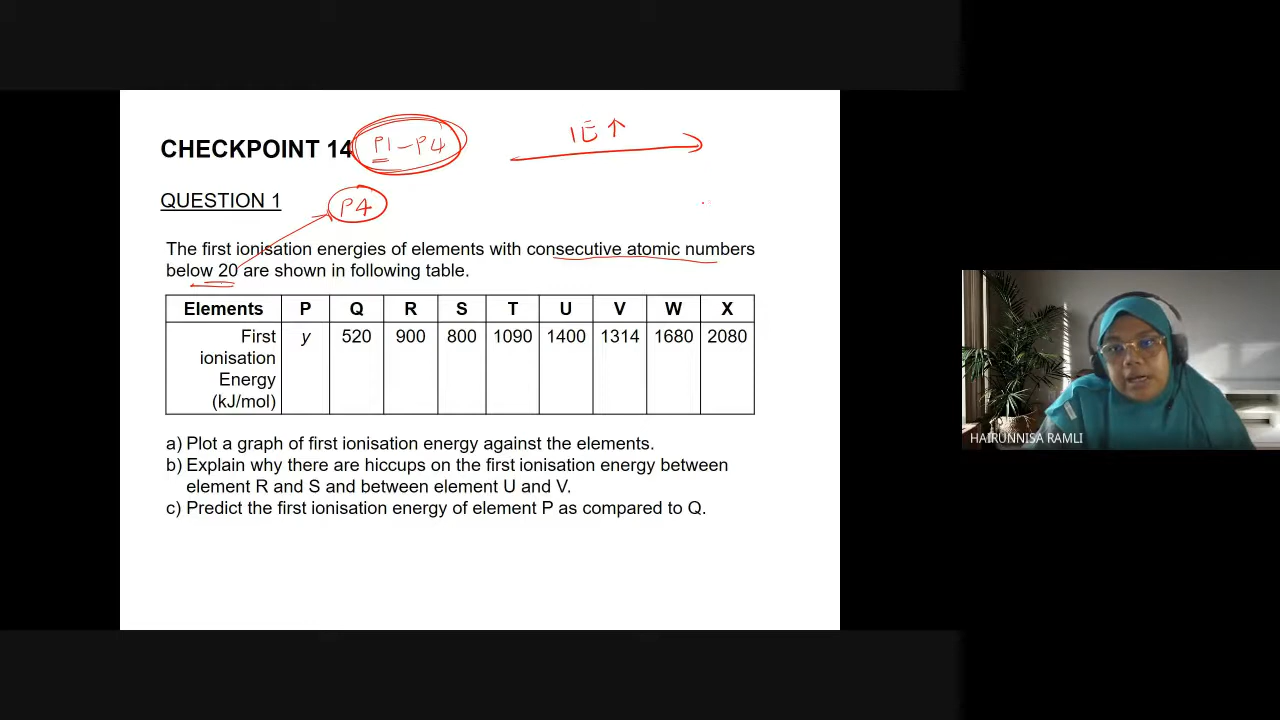 CHECKPOINT 14 P1-P4
IE ↑
QUESTION 1
P4
The first ionisation energies of elements with consecutive atomic numbers
below 20 are shown in following table.
Elements P Q R S T U V W X
First ionisation Energy (kJ/mol) y 520 900 800 1090 1400 1314 1680 2080
a) Plot a graph of first ionisation energy against the elements.
b) Explain why there are hiccups on the first ionisation energy between
element R and S and between element U and V.
c) Predict the first ionisation energy of element P as compared to Q.
HAIRUNNISA RAMLI